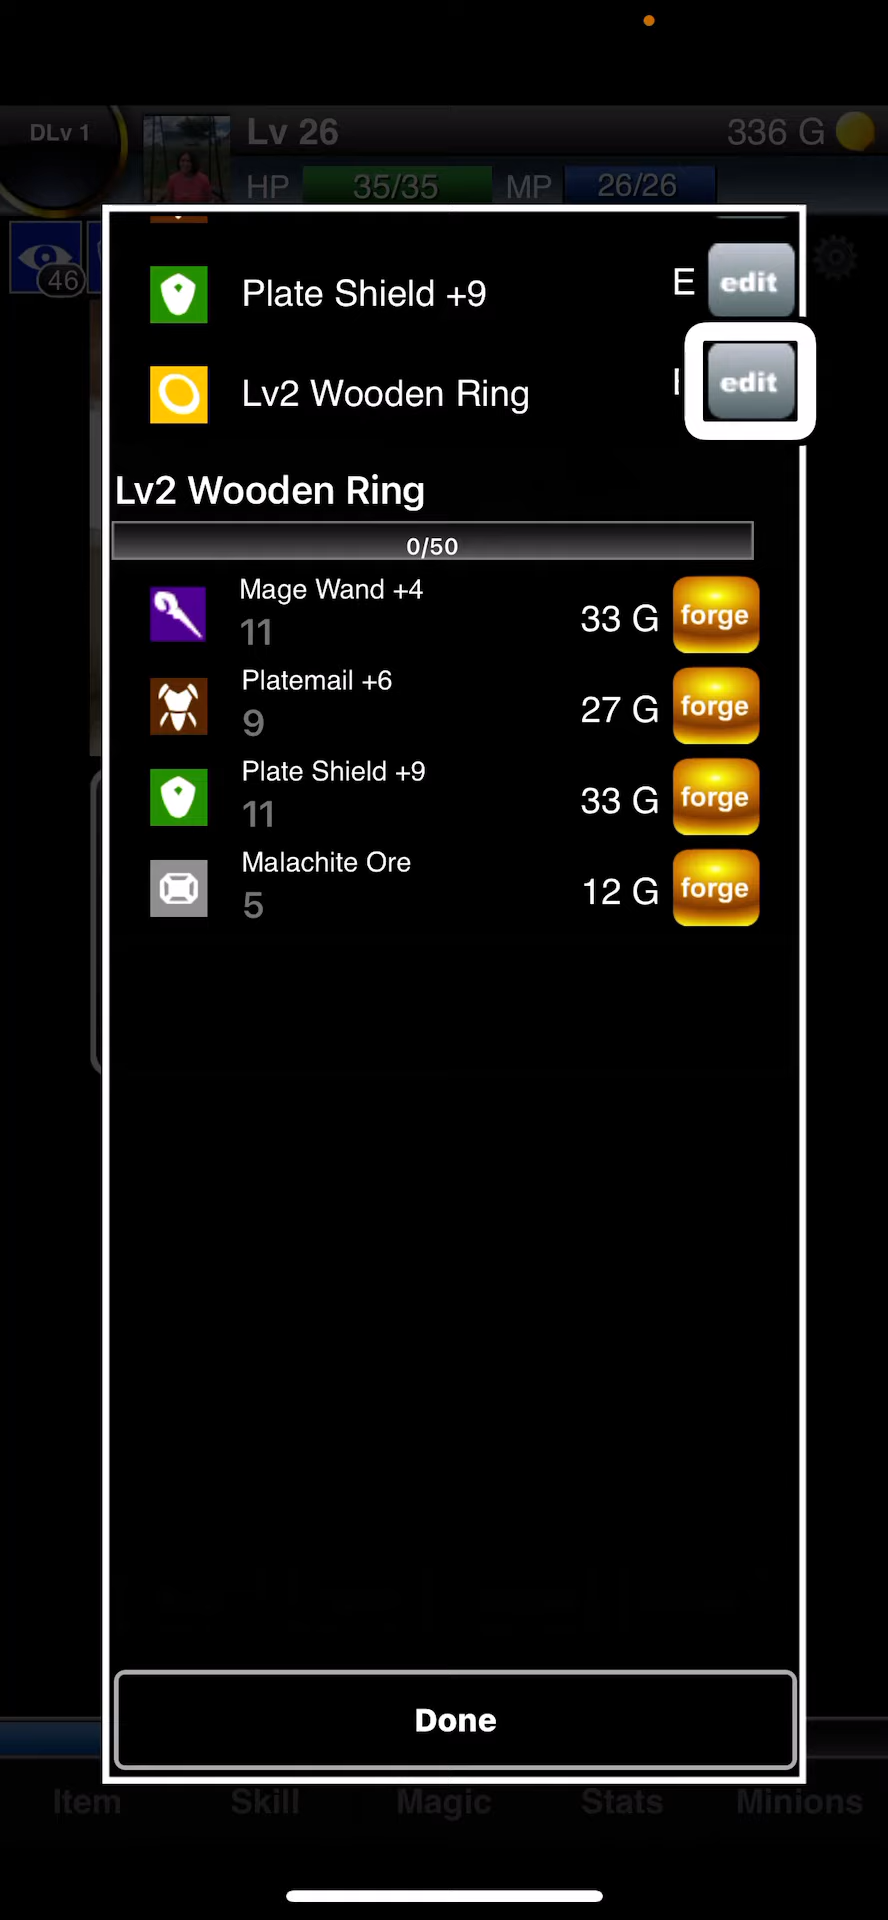 DLv 1
Lv 26
336 G
HP 35/35 MP 26/26
46
Plate Shield +9 E edit
Lv2 Wooden Ring edit
Lv2 Wooden Ring
0/50
Mage Wand +4
11 33 G forge
Platemail +6
9 27 G forge
Plate Shield +9
11 33 G forge
Malachite Ore
5 12 G forge
Done
Item Skill Magic Stats Minions